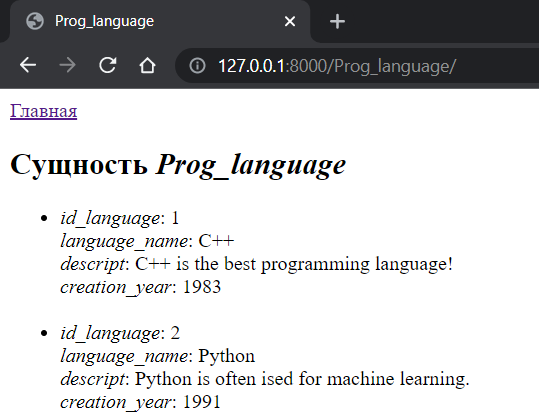 Prog_language
127.0.0.1:8000/Prog_language/
Главная
Сущность Prog_language
id_language: 1
language_name: C++
descript: C++ is the best programming language!
creation_year: 1983
id_language: 2
language_name: Python
descript: Python is often ised for machine learning.
creation_year: 1991